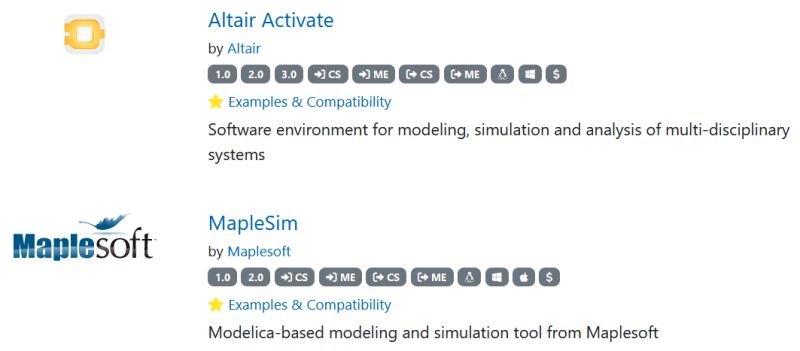 Altair Activate
by Altair
1.0 2.0 3.0 CS ME CS ME $
Examples & Compatibility
Software environment for modeling, simulation and analysis of multi-disciplinary
systems
Maplesoft
MapleSim
by Maplesoft
1.0 2.0 CS ME CS ME $
Examples & Compatibility
Modelica-based modeling and simulation tool from Maplesoft